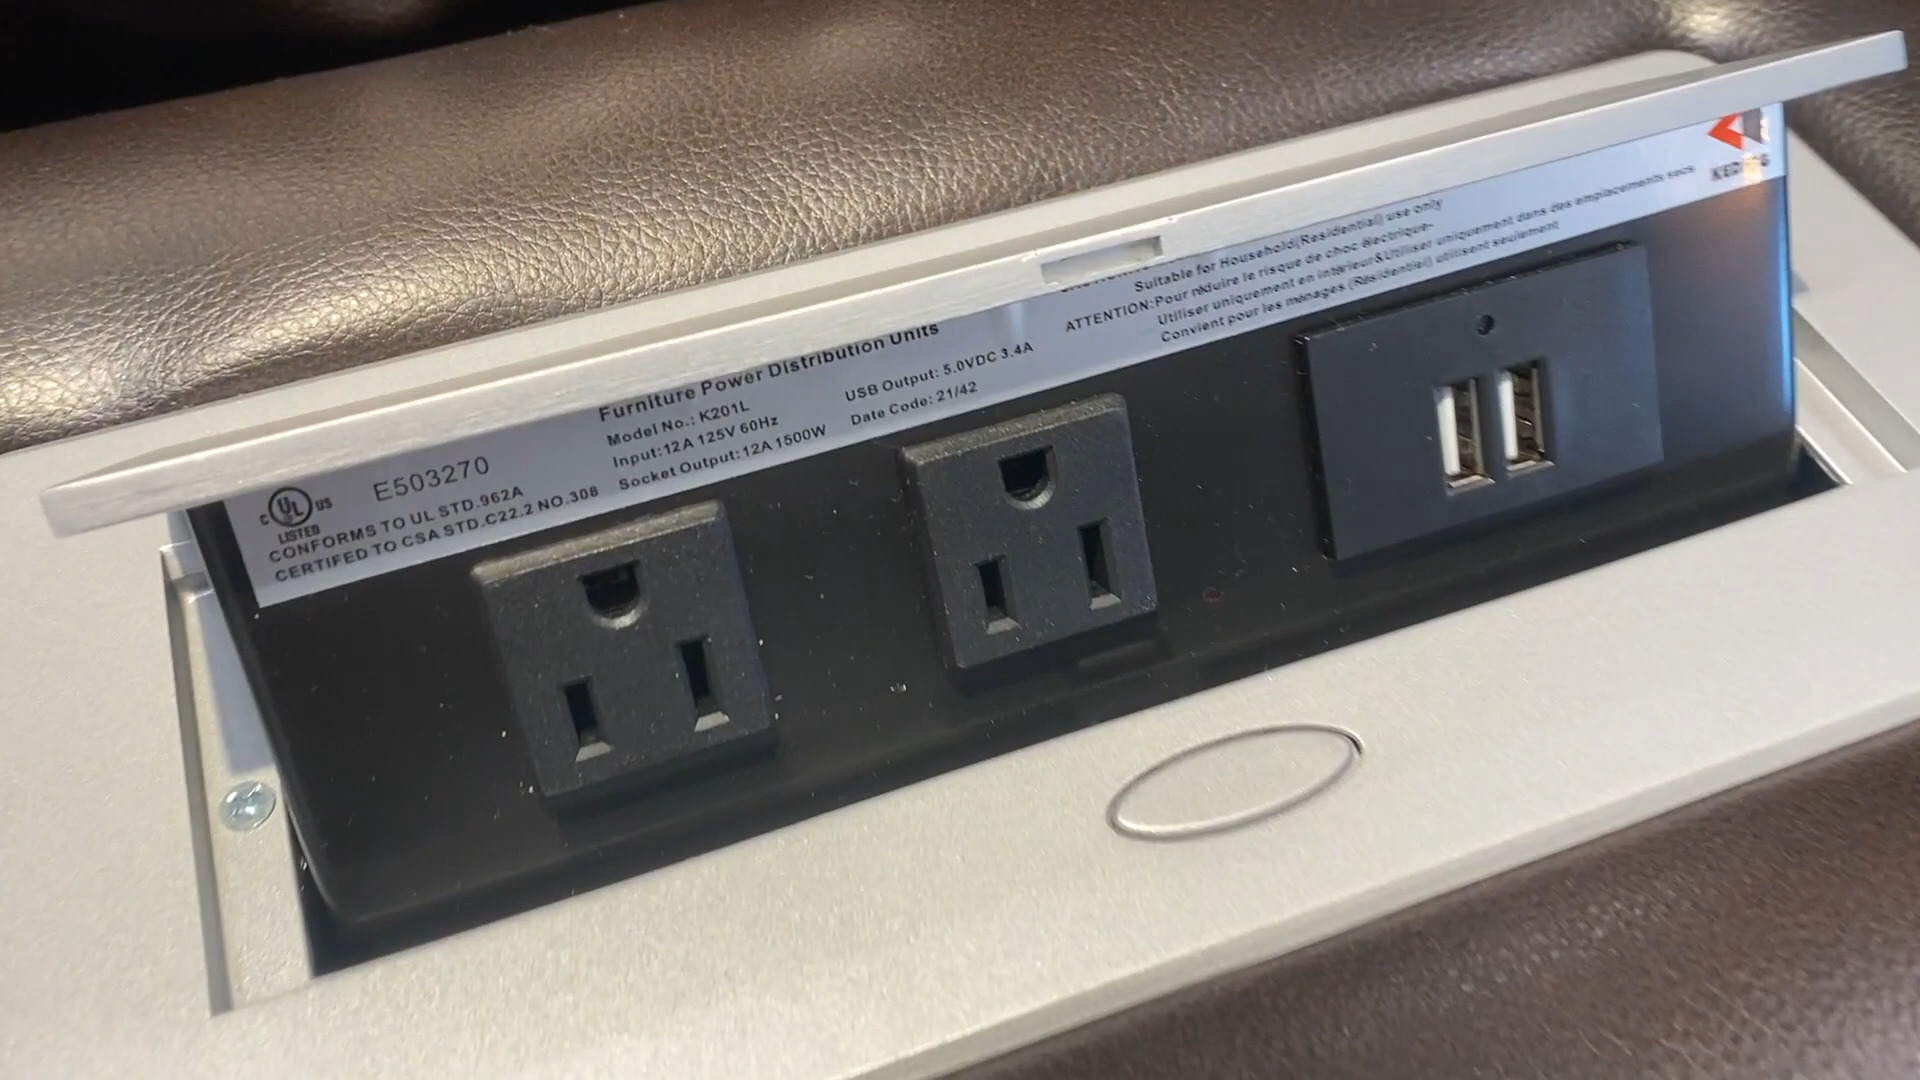 C UL US
LISTED
E503270
CONFORMS TO UL STD.962A
CERTIFED TO CSA STD.C22.2 NO.308
Furniture Power Distribution Units
Model No.: K201L
Input:12A 125V 60Hz
Socket Output:12A 1500W
USB Output: 5.0VDC 3.4A
Date Code: 21/42
Suitable for Household(Residential) use only
ATTENTION:Pour réduire le risque de choc électrique-
Utiliser uniquement en intérieur&Utiliser uniquement dans des emplacements secs
Convient pour les ménages (Résidentiel) utilisent seulement